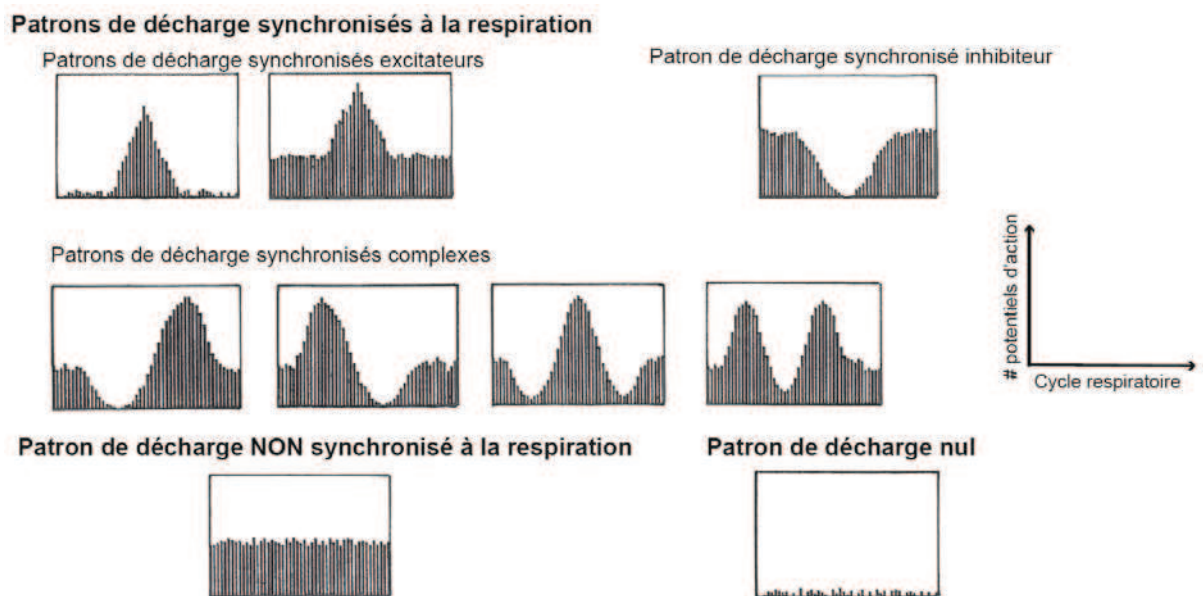 Patrons de décharge synchronisés à la respiration
Patrons de décharge synchronisés excitateurs
Patron de décharge synchronisé inhibiteur
Patrons de décharge synchronisés complexes
# potentiels d'action
Cycle respiratoire
Patron de décharge NON synchronisé à la respiration
Patron de décharge nul